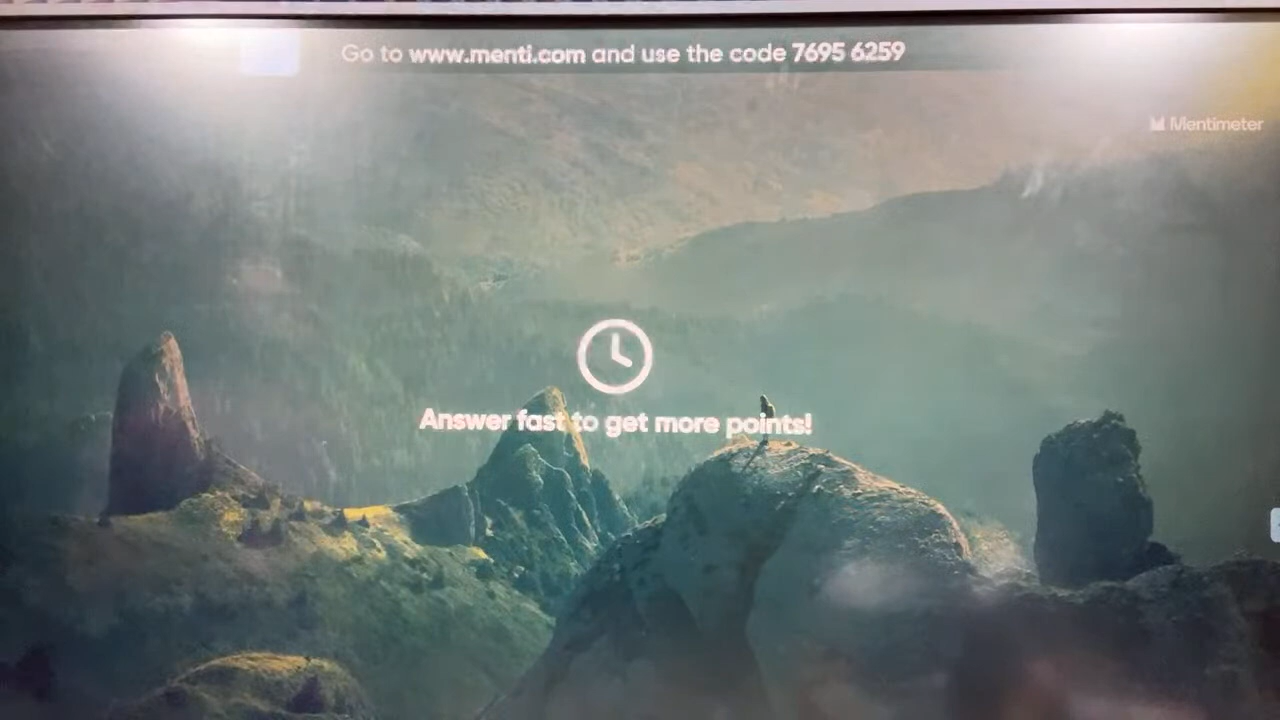 Go to www.menti.com and use the code 7695 6259
Mentimeter
Answer fast to get more points!